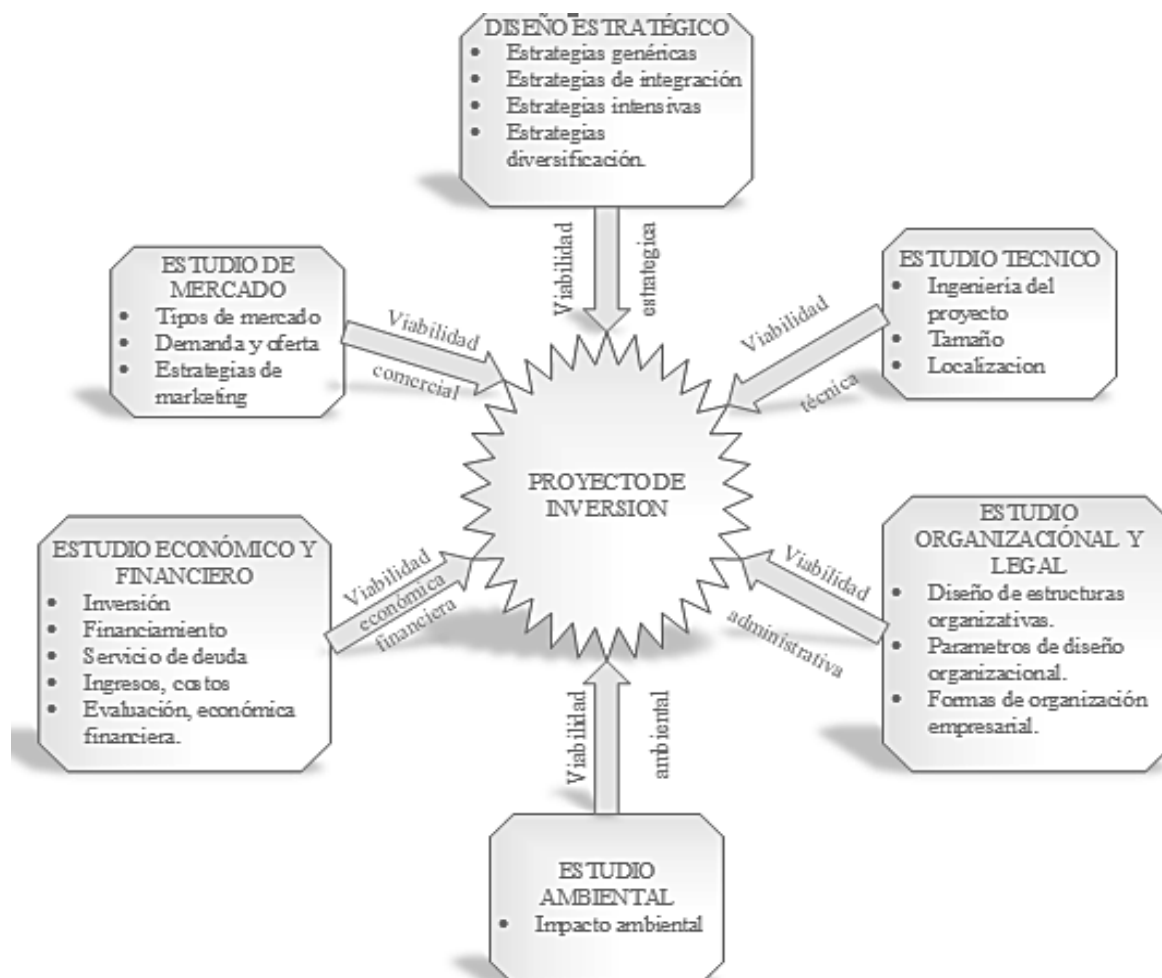 DISEÑO ESTRATÉGICO
• Estrategias genéricas
• Estrategias de integración
• Estrategias intensivas
• Estrategias
diversificación.
Viabilidad
estrategica
ESTUDIO DE
MERCADO
• Tipos de mercado
• Demanda y oferta
• Estrategias de
marketing
Viabilidad
comercial
ESTUDIO TECNICO
• Ingeniería del
proyecto
• Tamaño
• Localizacion
Viabilidad
técnica
PROYECTO DE
INVERSION
ESTUDIO ECONÓMICO Y
FINANCIERO
• Inversión
• Financiamiento
• Servicio de deuda
• Ingresos, costos
• Evaluación, económica
financiera.
Viabilidad
económica
financiera
ESTUDIO
ORGANIZACIÓNAL Y
LEGAL
• Diseño de estructuras
organizativas.
• Parametros de diseño
organizacional.
• Formas de organización
empresarial.
Viabilidad
administrativa
Viabilidad
ambiental
ESTUDIO
AMBIENTAL
• Impacto ambiental